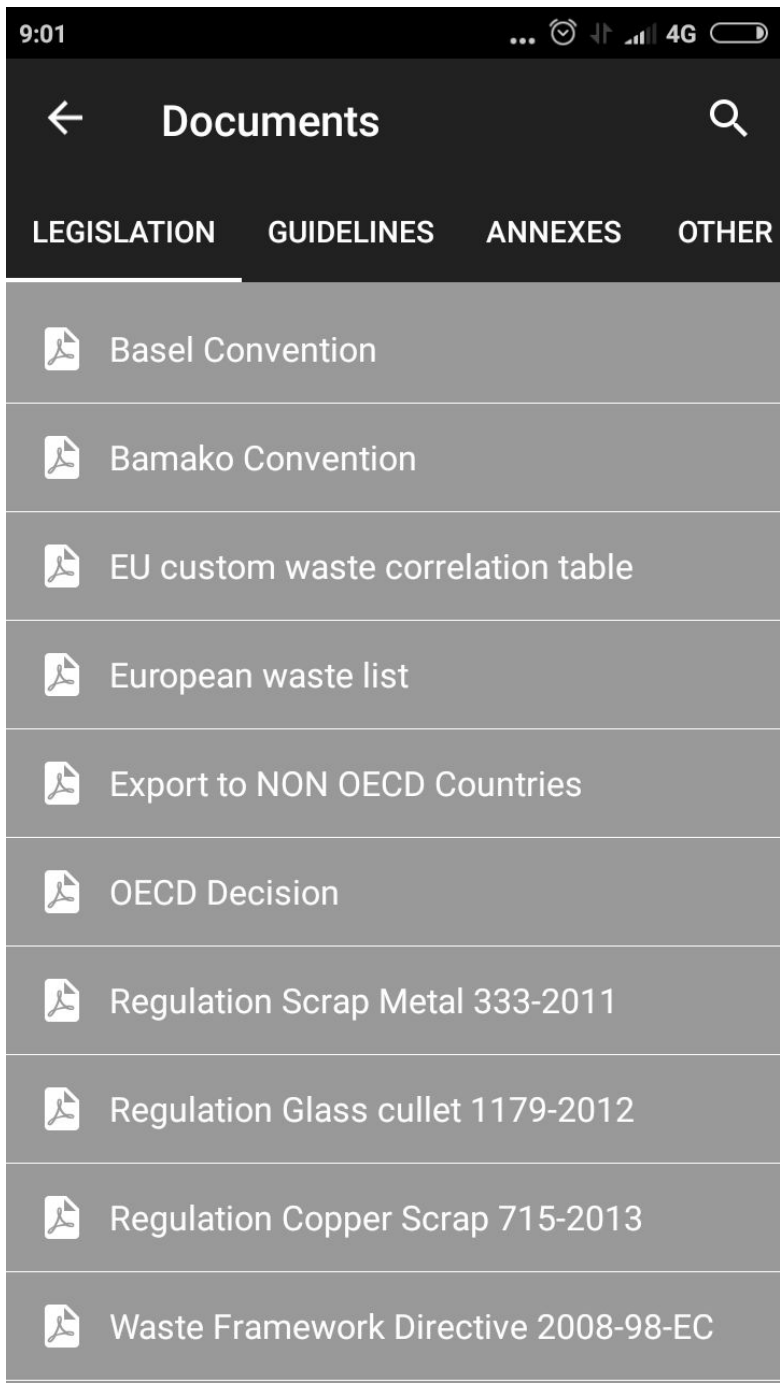 9:01 ... 4G
Documents
LEGISLATION GUIDELINES ANNEXES OTHER
Basel Convention
Bamako Convention
EU custom waste correlation table
European waste list
Export to NON OECD Countries
OECD Decision
Regulation Scrap Metal 333-2011
Regulation Glass cullet 1179-2012
Regulation Copper Scrap 715-2013
Waste Framework Directive 2008-98-EC